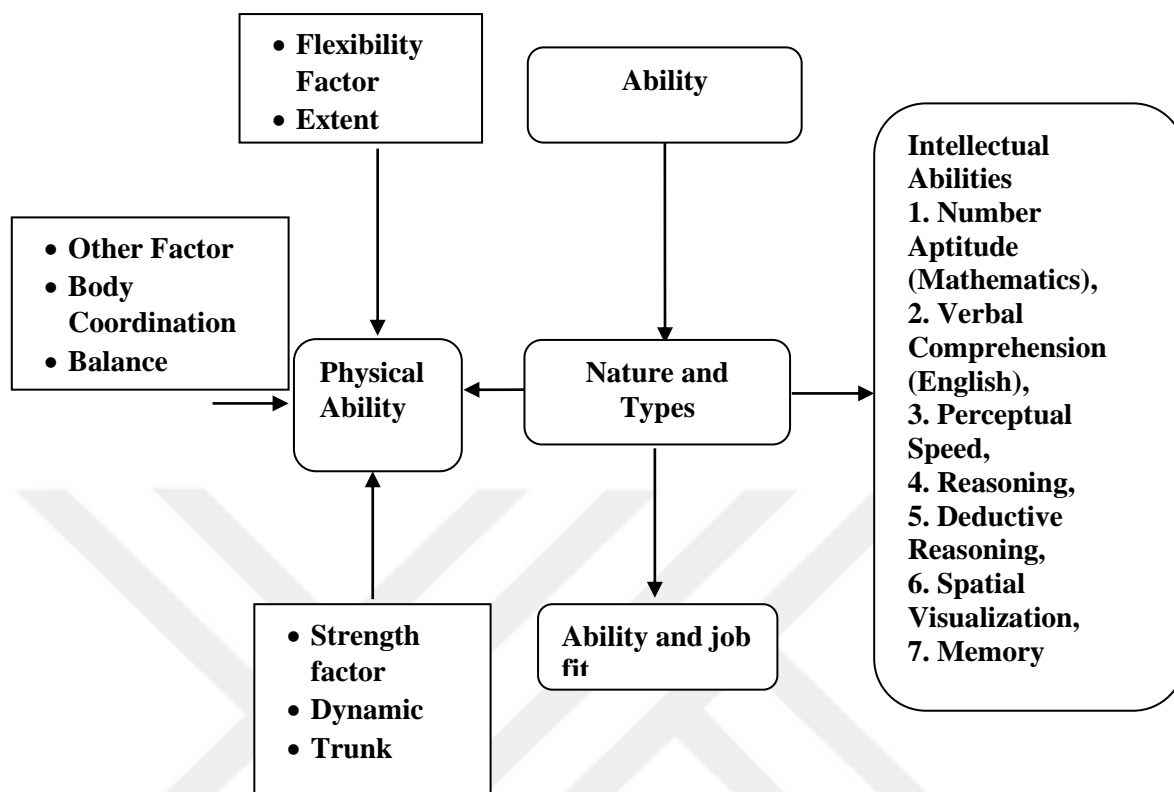 • Flexibility
Factor
• Extent
Ability
Intellectual
Abilities
1. Number
Aptitude
(Mathematics),
2. Verbal
Comprehension
(English),
3. Perceptual
Speed,
4. Reasoning,
5. Deductive
Reasoning,
6. Spatial
Visualization,
7. Memory
• Other Factor
• Body
Coordination
• Balance
Physical
Ability
Nature and
Types
• Strength
factor
• Dynamic
• Trunk
Ability and job
fit